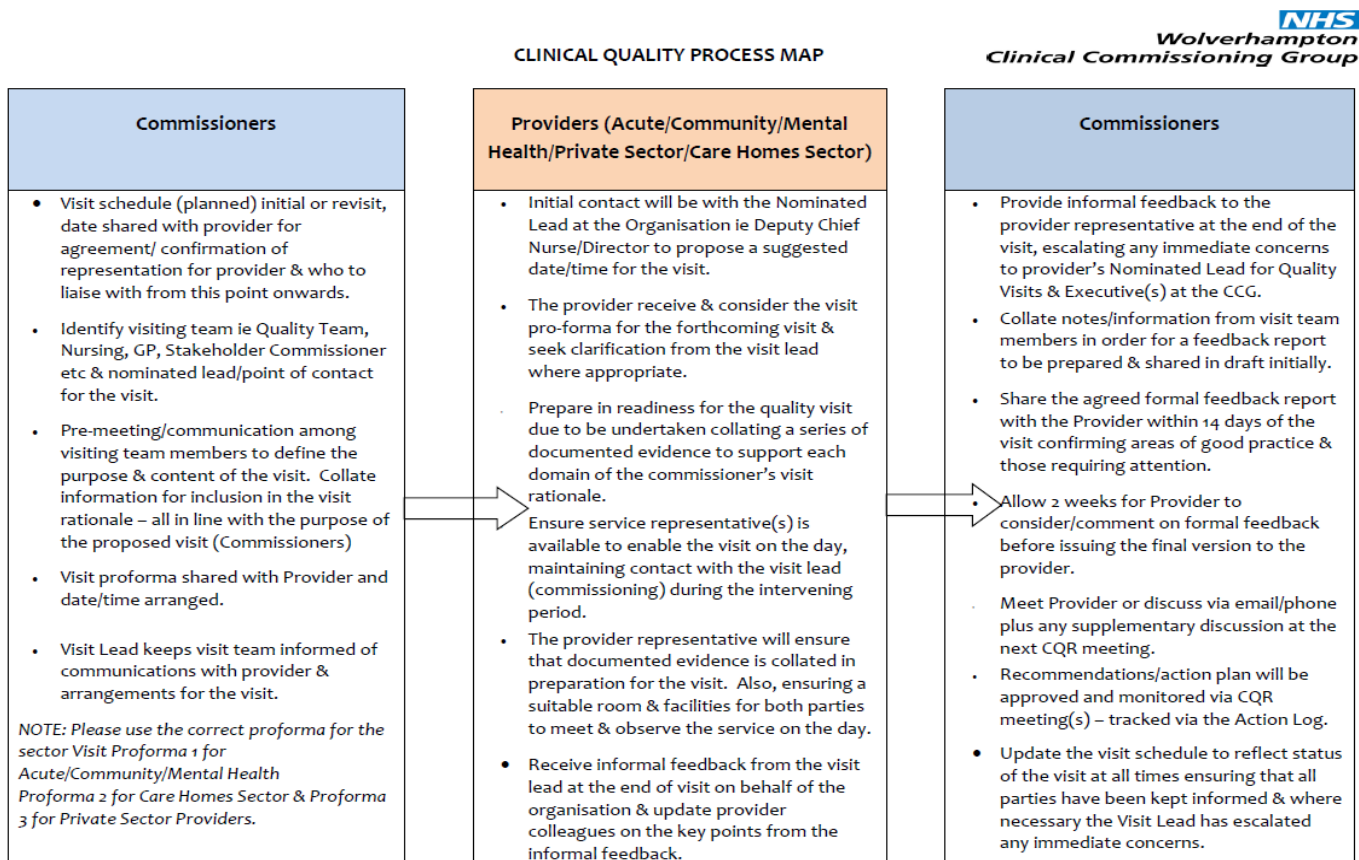 NHS
Wolverhampton
Clinical Commissioning Group
CLINICAL QUALITY PROCESS MAP
Commissioners
• Visit schedule (planned) initial or revisit,
date shared with provider for
agreement/ confirmation of
representation for provider & who to
liaise with from this point onwards.
• Identify visiting team ie Quality Team,
Nursing, GP, Stakeholder Commissioner
etc & nominated lead/point of contact
for the visit.
• Pre-meeting/communication among
visiting team members to define the
purpose & content of the visit. Collate
information for inclusion in the visit
rationale – all in line with the purpose of
the proposed visit (Commissioners)
• Visit proforma shared with Provider and
date/time arranged.
• Visit Lead keeps visit team informed of
communications with provider &
arrangements for the visit.
NOTE: Please use the correct proforma for the
sector Visit Proforma 1 for
Acute/Community/Mental Health
Proforma 2 for Care Homes Sector & Proforma
3 for Private Sector Providers.
Providers (Acute/Community/Mental
Health/Private Sector/Care Homes Sector)
• Initial contact will be with the Nominated
Lead at the Organisation ie Deputy Chief
Nurse/Director to propose a suggested
date/time for the visit.
• The provider receive & consider the visit
pro-forma for the forthcoming visit &
seek clarification from the visit lead
where appropriate.
. Prepare in readiness for the quality visit
due to be undertaken collating a series of
documented evidence to support each
domain of the commissioner's visit
rationale.
Ensure service representative(s) is
available to enable the visit on the day,
maintaining contact with the visit lead
(commissioning) during the intervening
period.
• The provider representative will ensure
that documented evidence is collated in
preparation for the visit. Also, ensuring a
suitable room & facilities for both parties
to meet & observe the service on the day.
• Receive informal feedback from the visit
lead at the end of visit on behalf of the
organisation & update provider
colleagues on the key points from the
informal feedback.
Commissioners
• Provide informal feedback to the
provider representative at the end of the
visit, escalating any immediate concerns
to provider's Nominated Lead for Quality
Visits & Executive(s) at the CCG.
• Collate notes/information from visit team
members in order for a feedback report
to be prepared & shared in draft initially.
• Share the agreed formal feedback report
with the Provider within 14 days of the
visit confirming areas of good practice &
those requiring attention.
• Allow 2 weeks for Provider to
consider/comment on formal feedback
before issuing the final version to the
provider.
. Meet Provider or discuss via email/phone
plus any supplementary discussion at the
next CQR meeting.
• Recommendations/action plan will be
approved and monitored via CQR
meeting(s) – tracked via the Action Log.
• Update the visit schedule to reflect status
of the visit at all times ensuring that all
parties have been kept informed & where
necessary the Visit Lead has escalated
any immediate concerns.